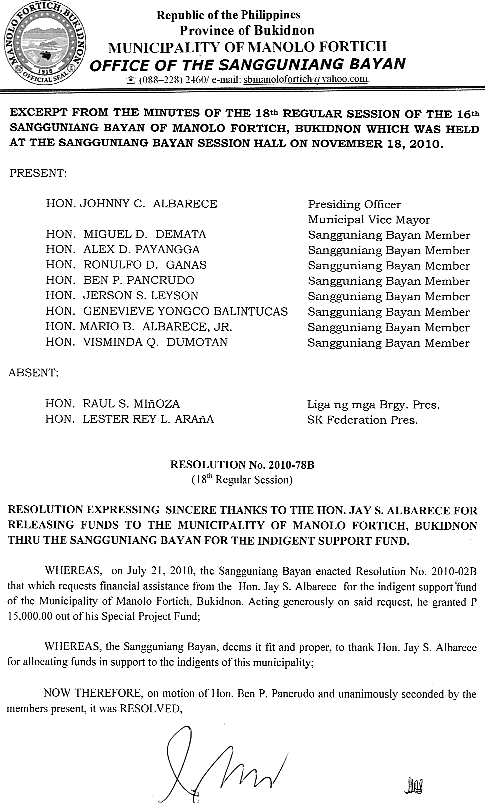 MANOLO FORTICH, BUKIDNON
1918
OFFICIAL SEAL
Republic of the Philippines
Province of Bukidnon
MUNICIPALITY OF MANOLO FORTICH
OFFICE OF THE SANGGUNIANG BAYAN
(088–228) 2460/ e-mail: sbmanolofortich@yahoo.com
EXCERPT FROM THE MINUTES OF THE 18th REGULAR SESSION OF THE 16th
SANGGUNIANG BAYAN OF MANOLO FORTICH, BUKIDNON WHICH WAS HELD
AT THE SANGGUNIANG BAYAN SESSION HALL ON NOVEMBER 18, 2010.
PRESENT:
HON. JOHNNY C. ALBARECE Presiding Officer
Municipal Vice Mayor
HON. MIGUEL D. DEMATA Sangguniang Bayan Member
HON. ALEX D. PAYANGGA Sangguniang Bayan Member
HON. RONULFO D. GANAS Sangguniang Bayan Member
HON. BEN P. PANCRUDO Sangguniang Bayan Member
HON. JERSON S. LEYSON Sangguniang Bayan Member
HON. GENEVIEVE YONGCO BALINTUCAS Sangguniang Bayan Member
HON. MARIO B. ALBARECE, JR. Sangguniang Bayan Member
HON. VISMINDA Q. DUMOTAN Sangguniang Bayan Member
ABSENT:
HON. RAUL S. MIñOZA Liga ng mga Brgy. Pres.
HON. LESTER REY L. ARAñA SK Federation Pres.
RESOLUTION No. 2010-78B
(18th Regular Session)
RESOLUTION EXPRESSING SINCERE THANKS TO THE HON. JAY S. ALBARECE FOR
RELEASING FUNDS TO THE MUNICIPALITY OF MANOLO FORTICH, BUKIDNON
THRU THE SANGGUNIANG BAYAN FOR THE INDIGENT SUPPORT FUND.
WHEREAS, on July 21, 2010, the Sangguniang Bayan enacted Resolution No. 2010-02B
that which requests financial assistance from the Hon. Jay S. Albarece for the indigent support fund
of the Municipality of Manolo Fortich, Bukidnon. Acting generously on said request, he granted P
15,000.00 out of his Special Project Fund;
WHEREAS, the Sangguniang Bayan, deems it fit and proper, to thank Hon. Jay S. Albarece
for allocating funds in support to the indigents of this municipality;
NOW THEREFORE, on motion of Hon. Ben P. Pancrudo and unanimously seconded by the
members present, it was RESOLVED,